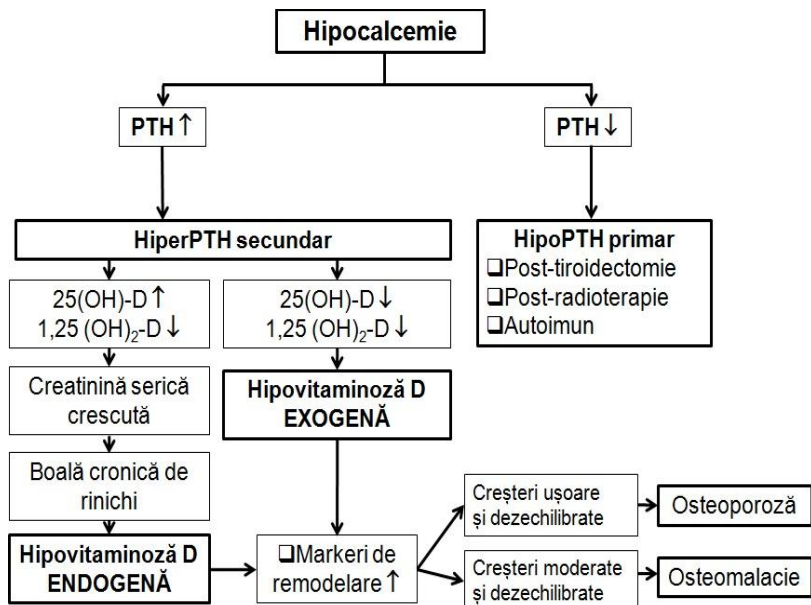 Hipocalcemie
PTH ↑
PTH ↓
HiperPTH secundar
HipoPTH primar
❑Post-tiroidectomie
❑Post-radioterapie
❑Autoimun
25(OH)-D ↑
1,25 (OH)₂-D ↓
25(OH)-D ↓
1,25 (OH)₂-D ↓
Creatinină serică
crescută
Hipovitaminoză D
EXOGENĂ
Boală cronică de
rinichi
Hipovitaminoză D
ENDOGENĂ
❑Markeri de
remodelare ↑
Creșteri ușoare
și dezechilibrate
Osteoporoză
Creșteri moderate
și dezechilibrate
Osteomalacie